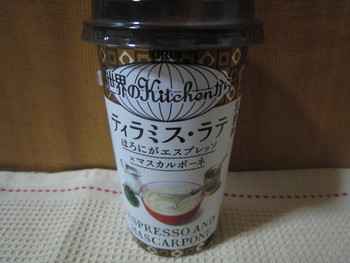 世界のKitchenから
ティラミス・ラテ
ほろにがエスプレッソ
×マスカルポーネ
ESPRESSO AND
MASCARPONE